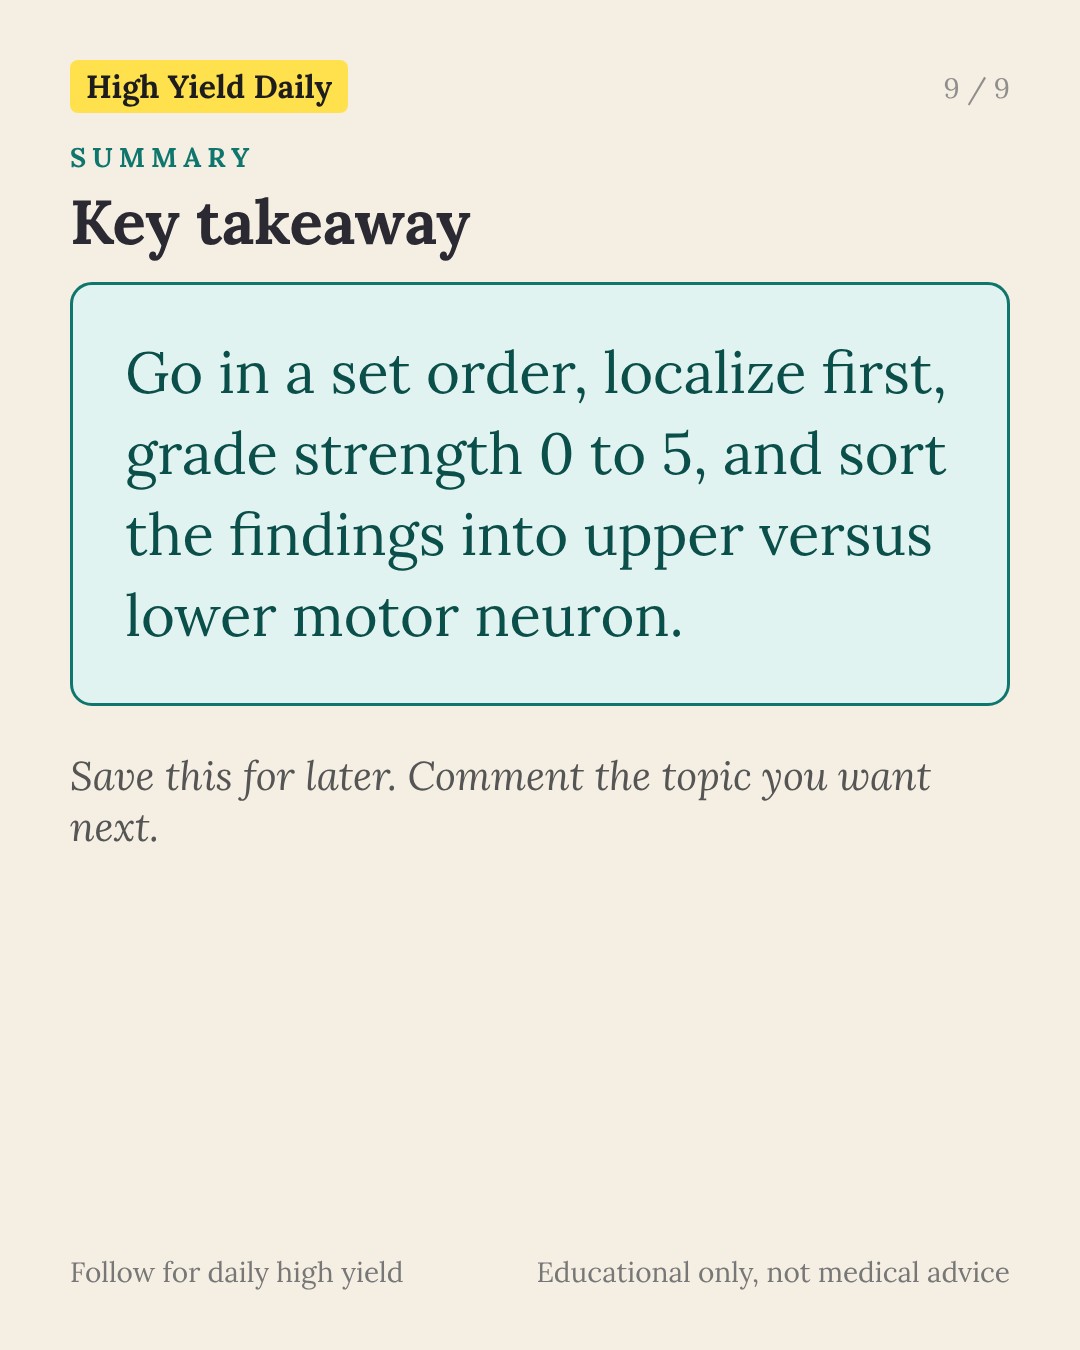 High Yield Daily
9 / 9
SUMMARY
Key takeaway
Go in a set order, localize first,
grade strength 0 to 5, and sort
the findings into upper versus
lower motor neuron.
Save this for later. Comment the topic you want
next.
Follow for daily high yield
Educational only, not medical advice